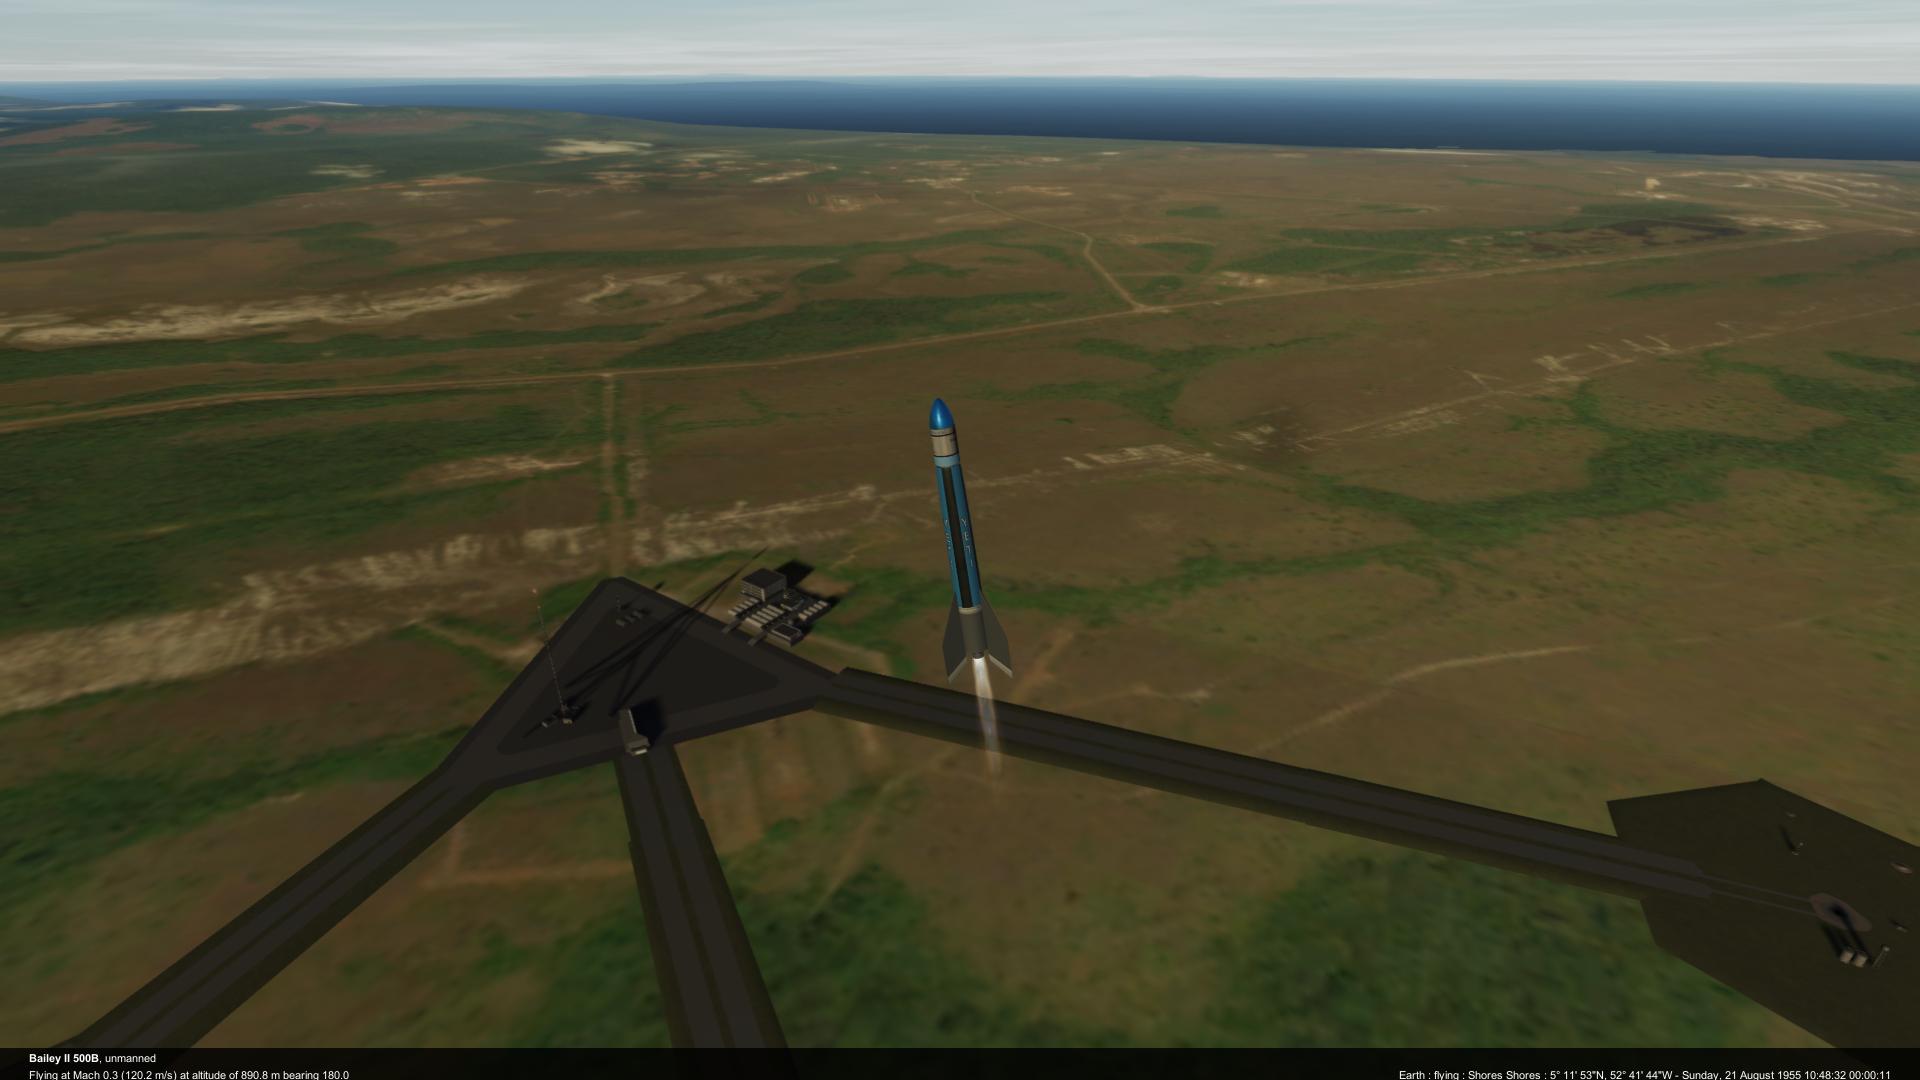 Bailey II 500B, unmanned
Flying at Mach 0.3 (120.2 m/s) at altitude of 890.8 m bearing 180.0
Earth : flying : Shores Shores : 5° 11' 53"N, 52° 41' 44"W - Sunday, 21 August 1955 10:48:32 00:00:11